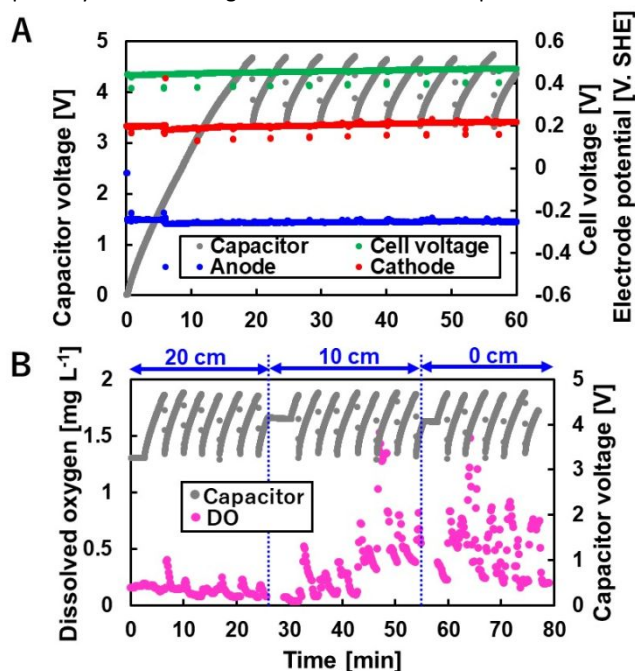 A
Capacitor voltage [V]
5
4
3
2
1
0
0.6
0.4
0.2
0
-0.2
-0.4
-0.6
Cell voltage [V]
Electrode potential [V. SHE]
Capacitor
Cell voltage
Anode
Cathode
0 10 20 30 40 50 60
B
20 cm
10 cm
0 cm
Dissolved oxygen [mg L-1]
2
1.5
1
0.5
0
5
4
3
2
1
0
Capacitor voltage [V]
Capacitor
DO
0 10 20 30 40 50 60 70 80
Time [min]